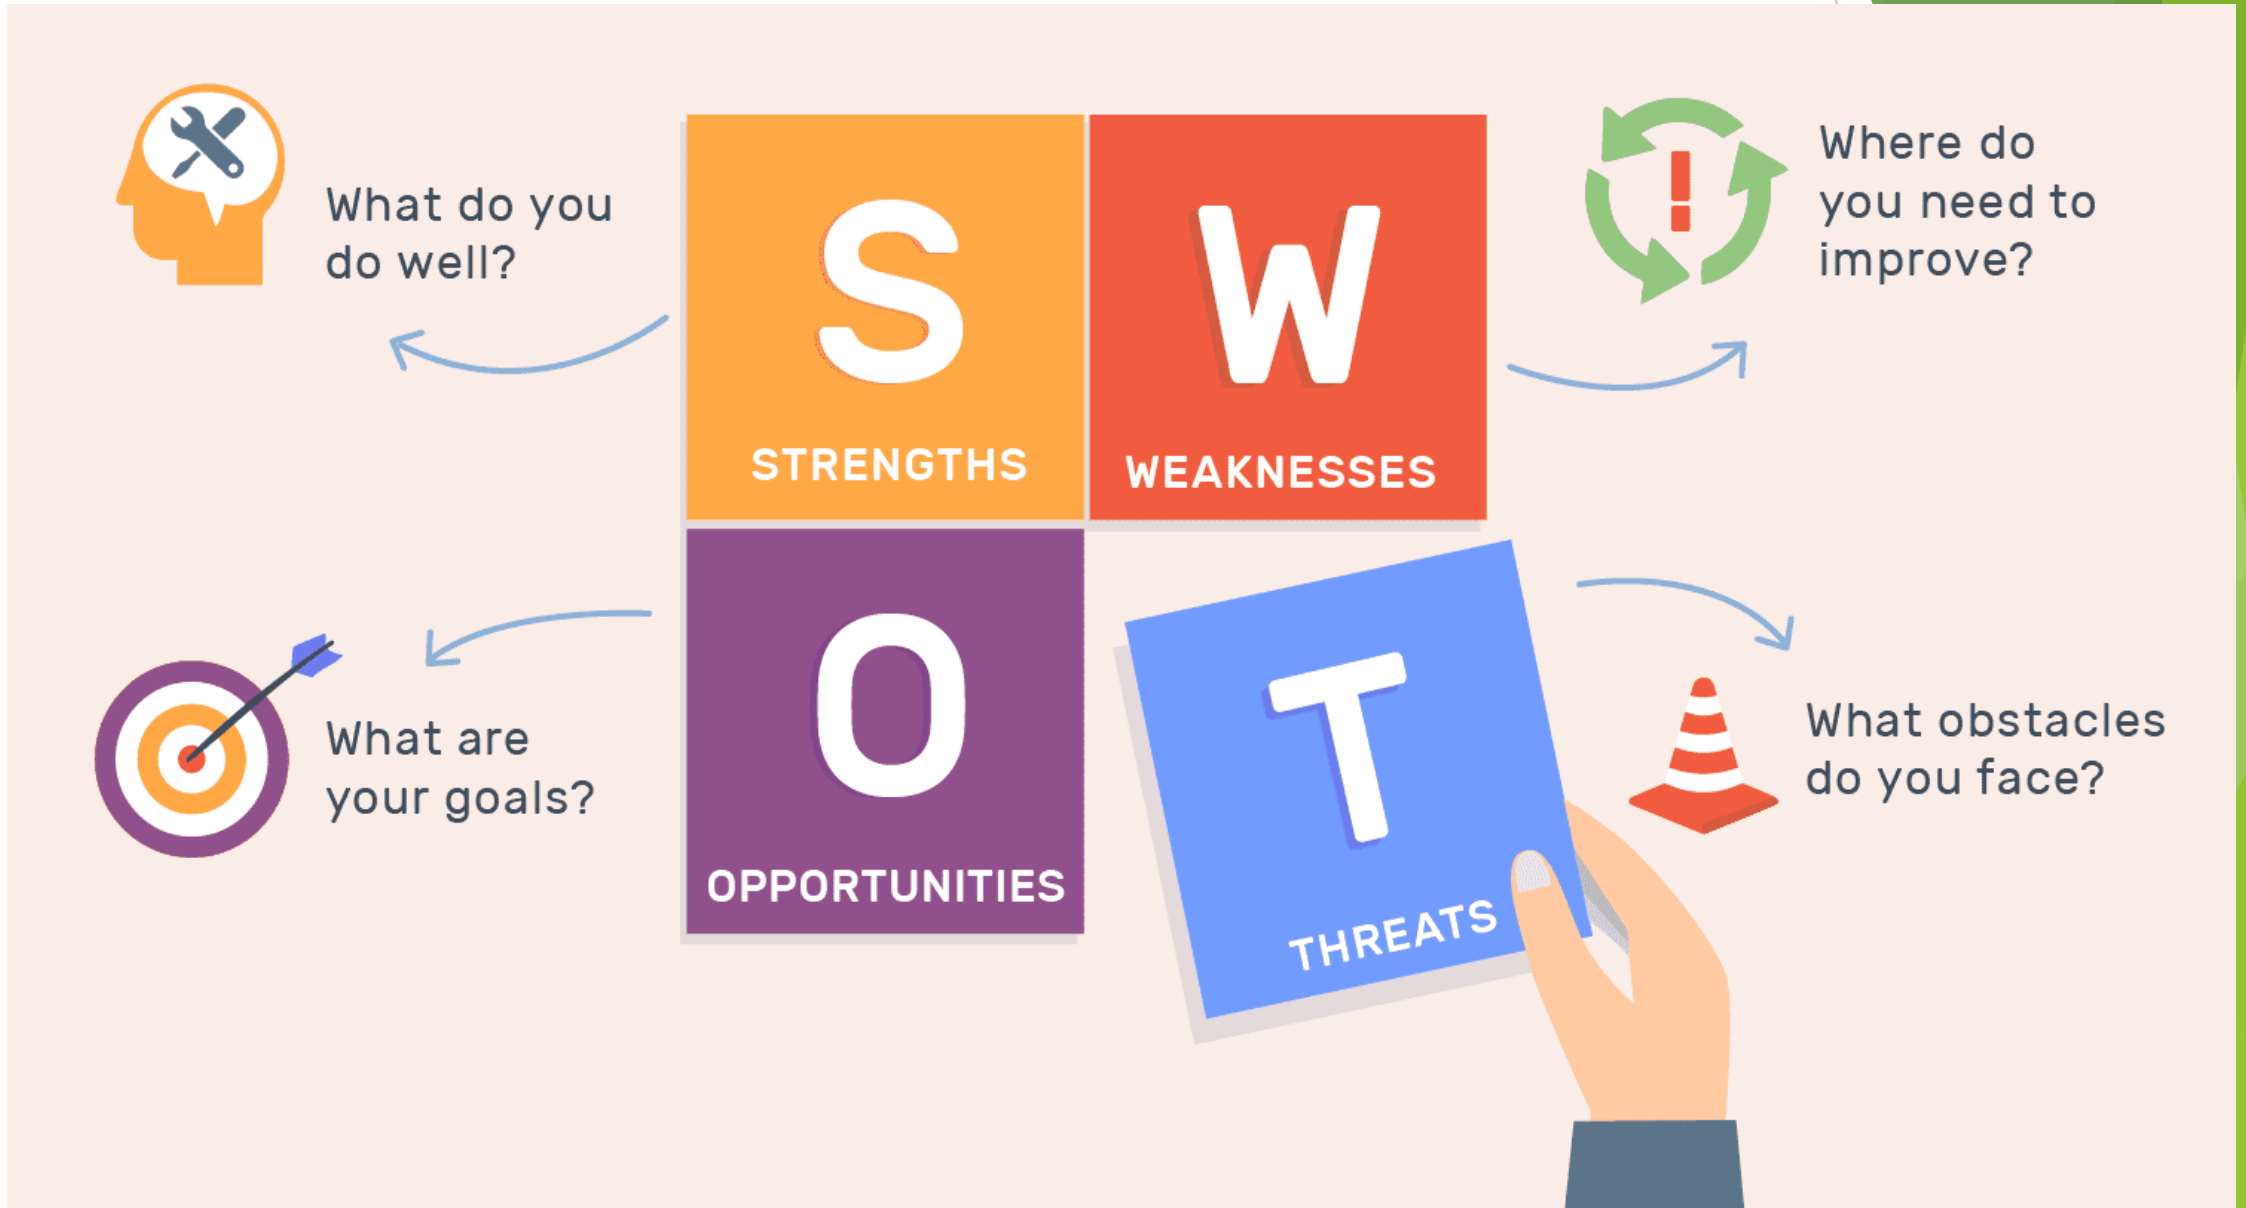 What do you
do well?
S
STRENGTHS
W
WEAKNESSES
Where do
you need to
improve?
!
What are
your goals?
O
OPPORTUNITIES
T
THREATS
What obstacles
do you face?